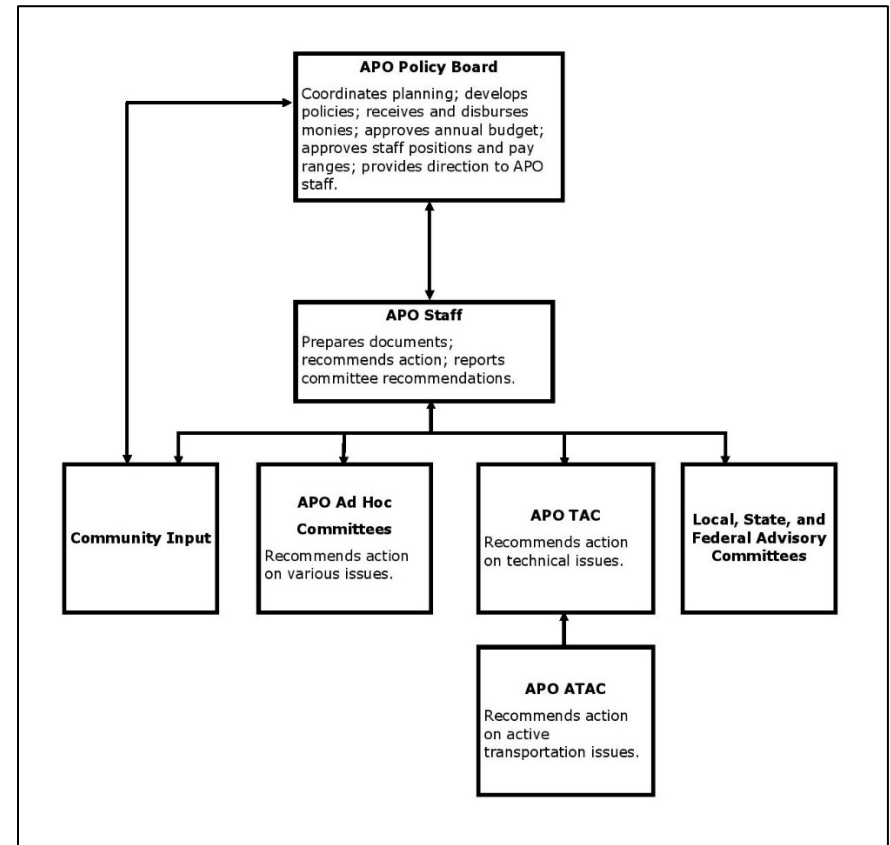 APO Policy Board
Coordinates planning; develops
policies; receives and disburses
monies; approves annual budget;
approves staff positions and pay
ranges; provides direction to APO
staff.
APO Staff
Prepares documents;
recommends action; reports
committee recommendations.
Community Input
APO Ad Hoc
Committees
Recommends action
on various issues.
APO TAC
Recommends action
on technical issues.
Local, State, and
Federal Advisory
Committees
APO ATAC
Recommends action
on active
transportation issues.